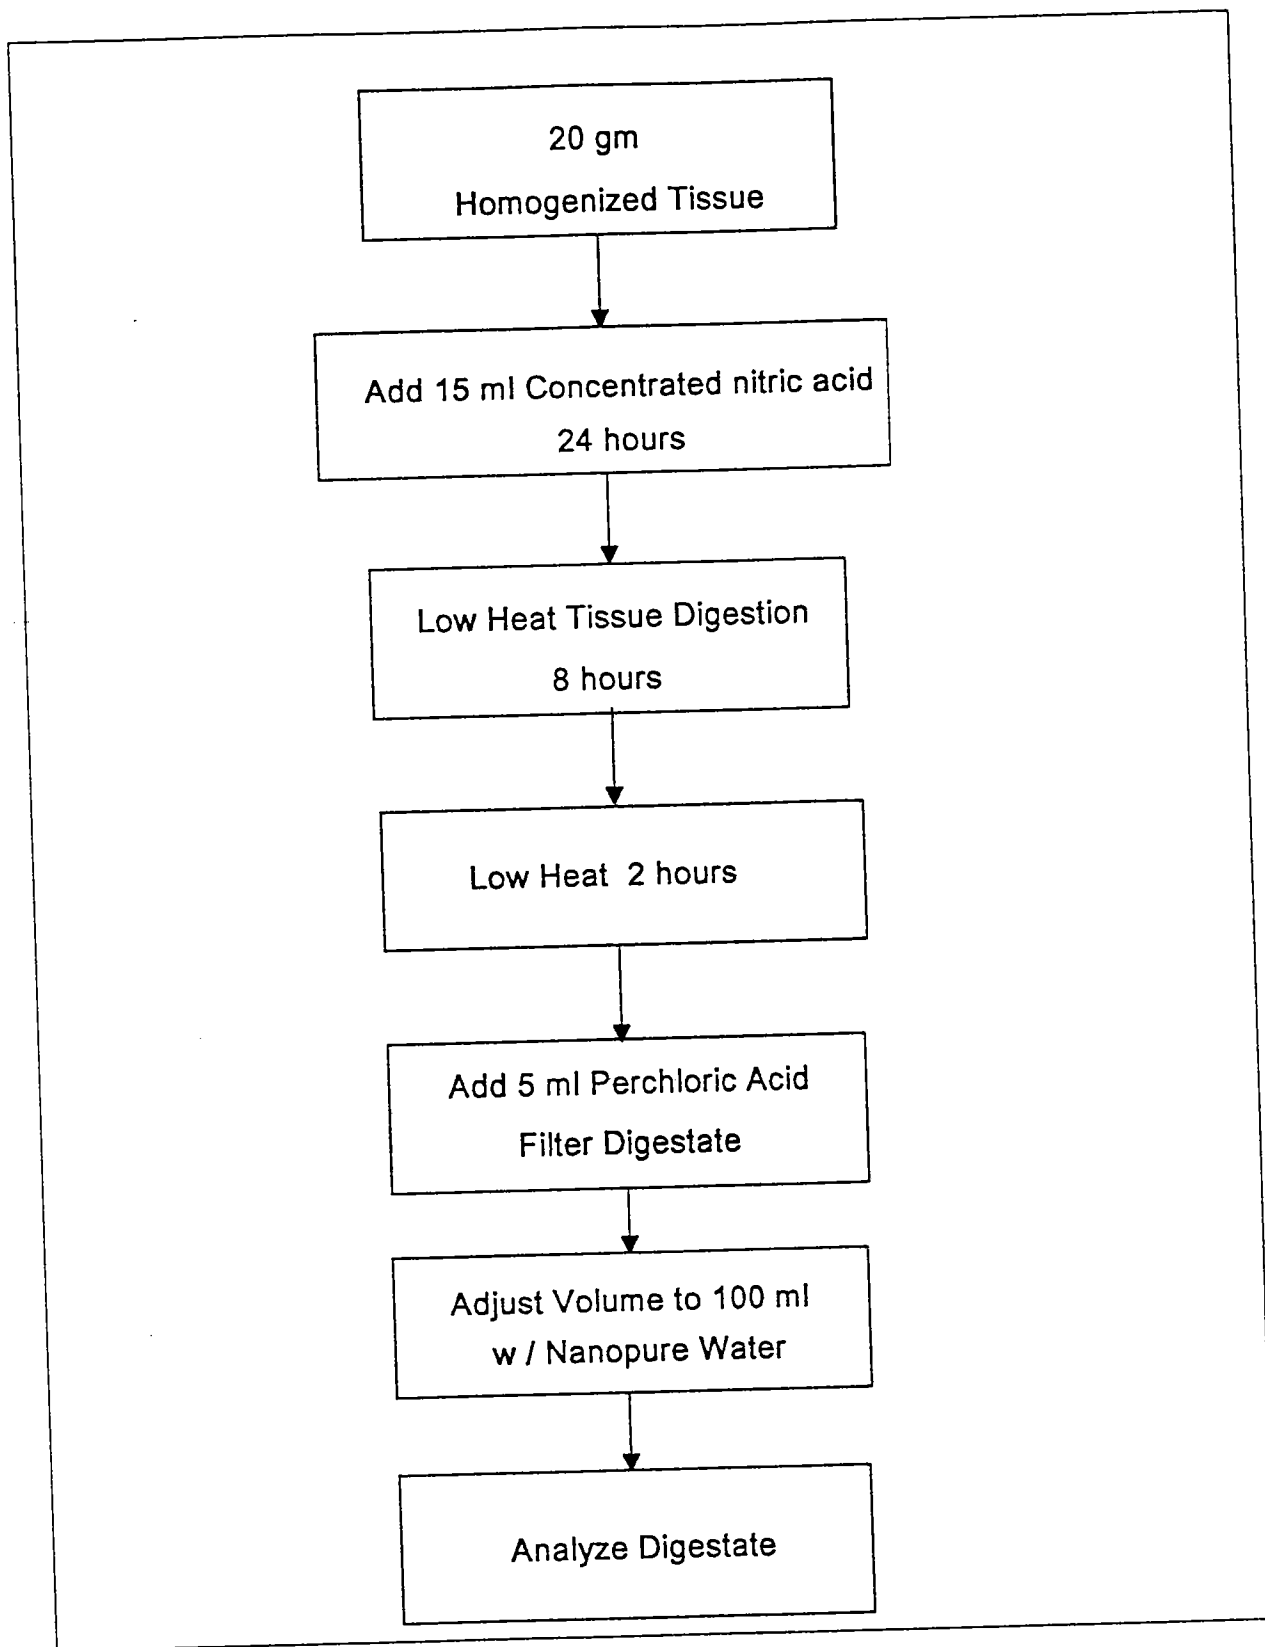 20 gm
Homogenized Tissue
Add 15 ml Concentrated nitric acid
24 hours
Low Heat Tissue Digestion
8 hours
Low Heat 2 hours
Add 5 ml Perchloric Acid
Filter Digestate
Adjust Volume to 100 ml
w / Nanopure Water
Analyze Digestate